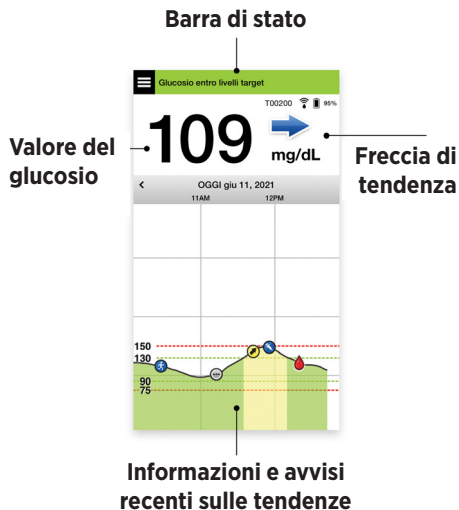 Barra di stato
Glucosio entro livelli target
T00200 95%
109
mg/dL
Valore del
glucosio
Freccia di
tendenza
OGGI giu 11, 2021
11AM 12PM
150
130
90
75
Informazioni e avvisi
recenti sulle tendenze